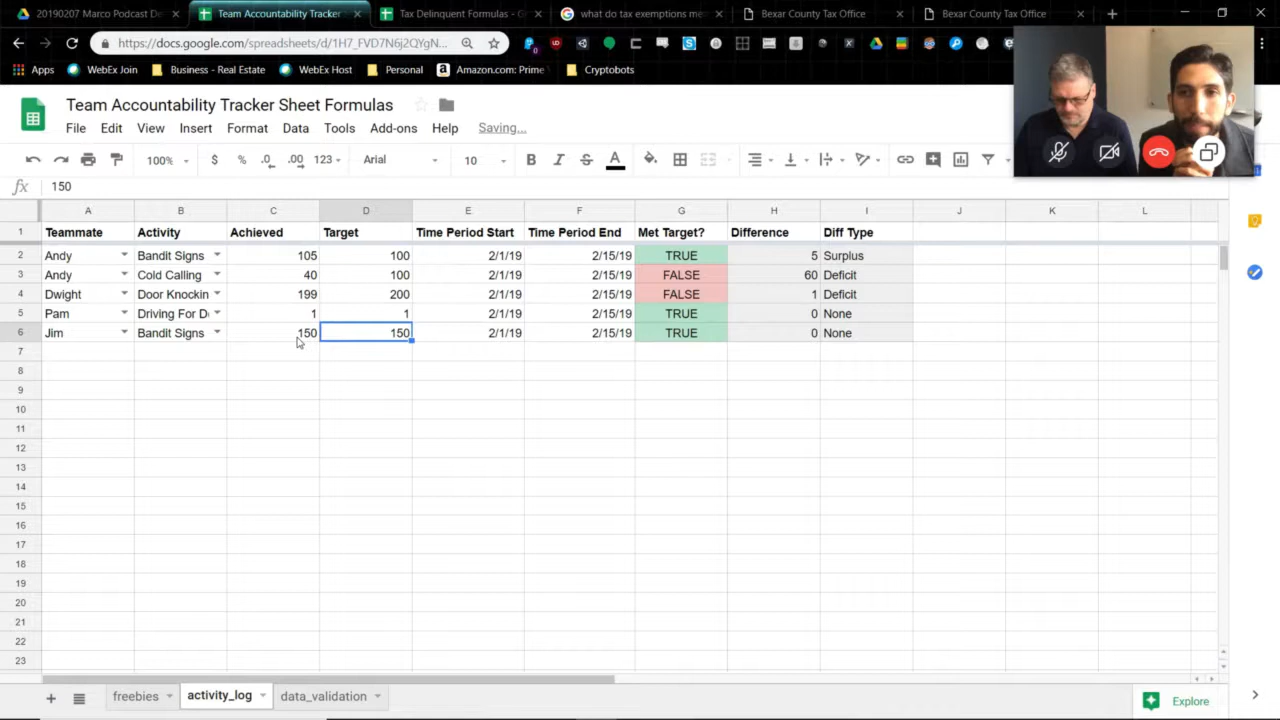 20190207 Marco Podcast De
Team Accountability Tracker
Tax Delinquent Formulas - G
what do tax exemptions me
Bexar County Tax Office
Bexar County Tax Office
https://docs.google.com/spreadsheets/d/1H7_FVD7N6j2QYgN...
Apps
WebEx Join
Business - Real Estate
WebEx Host
Personal
Amazon.com: Prime
Cryptobots
Team Accountability Tracker Sheet Formulas
File Edit View Insert Format Data Tools Add-ons Help Saving...
100% $ % .0 .00 123 Arial 10 B I S A
fx 150
A B C D E F G H I J K L
1 Teammate Activity Achieved Target Time Period Start Time Period End Met Target? Difference Diff Type
2 Andy Bandit Signs 105 100 2/1/19 2/15/19 TRUE 5 Surplus
3 Andy Cold Calling 40 100 2/1/19 2/15/19 FALSE 60 Deficit
4 Dwight Door Knockin 199 200 2/1/19 2/15/19 FALSE 1 Deficit
5 Pam Driving For D 1 1 2/1/19 2/15/19 TRUE 0 None
6 Jim Bandit Signs 150 150 2/1/19 2/15/19 TRUE 0 None
7
8
9
10
11
12
13
14
15
16
17
18
19
20
21
22
23
freebies activity_log data_validation Explore